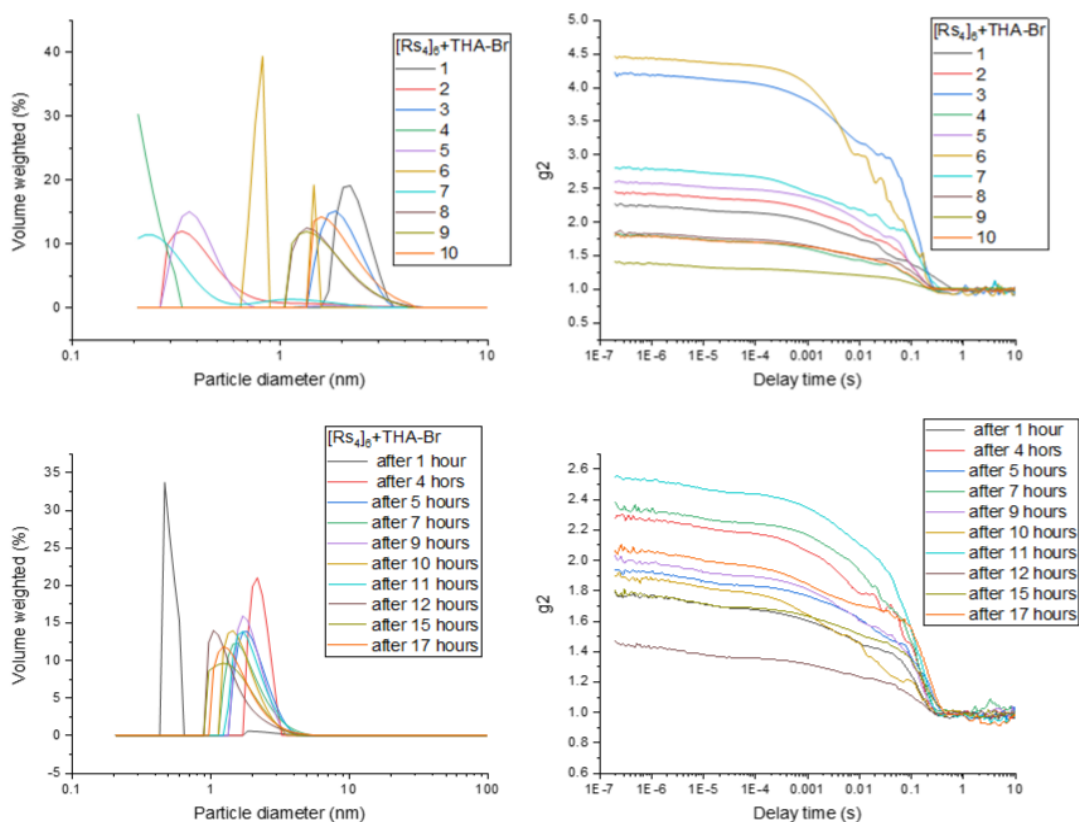 40
30
20
10
0
Volume weighted (%)
0.1
1
10
Particle diameter (nm)
[Rs₄]₆+THA-Br
1
2
3
4
5
6
7
8
9
10
5.0
4.5
4.0
3.5
3.0
2.5
2.0
1.5
1.0
0.5
g2
1E-7
1E-6
1E-5
1E-4
0.001
0.01
0.1
1
10
Delay time (s)
[Rs₄]₆+THA-Br
1
2
3
4
5
6
7
8
9
10
35
30
25
20
15
10
5
0
-5
Volume weighted (%)
0.1
1
10
100
Particle diameter (nm)
[Rs₄]₆+THA-Br
after 1 hour
after 4 hors
after 5 hours
after 7 hours
after 9 hours
after 10 hours
after 11 hours
after 12 hours
after 15 hours
after 17 hours
2.6
2.4
2.2
2.0
1.8
1.6
1.4
1.2
1.0
0.8
0.6
g2
1E-7
1E-6
1E-5
1E-4
0.001
0.01
0.1
1
10
Delay time (s)
after 1 hour
after 4 hours
after 5 hours
after 7 hours
after 9 hours
after 10 hours
after 11 hours
after 12 hours
after 15 hours
after 17 hours